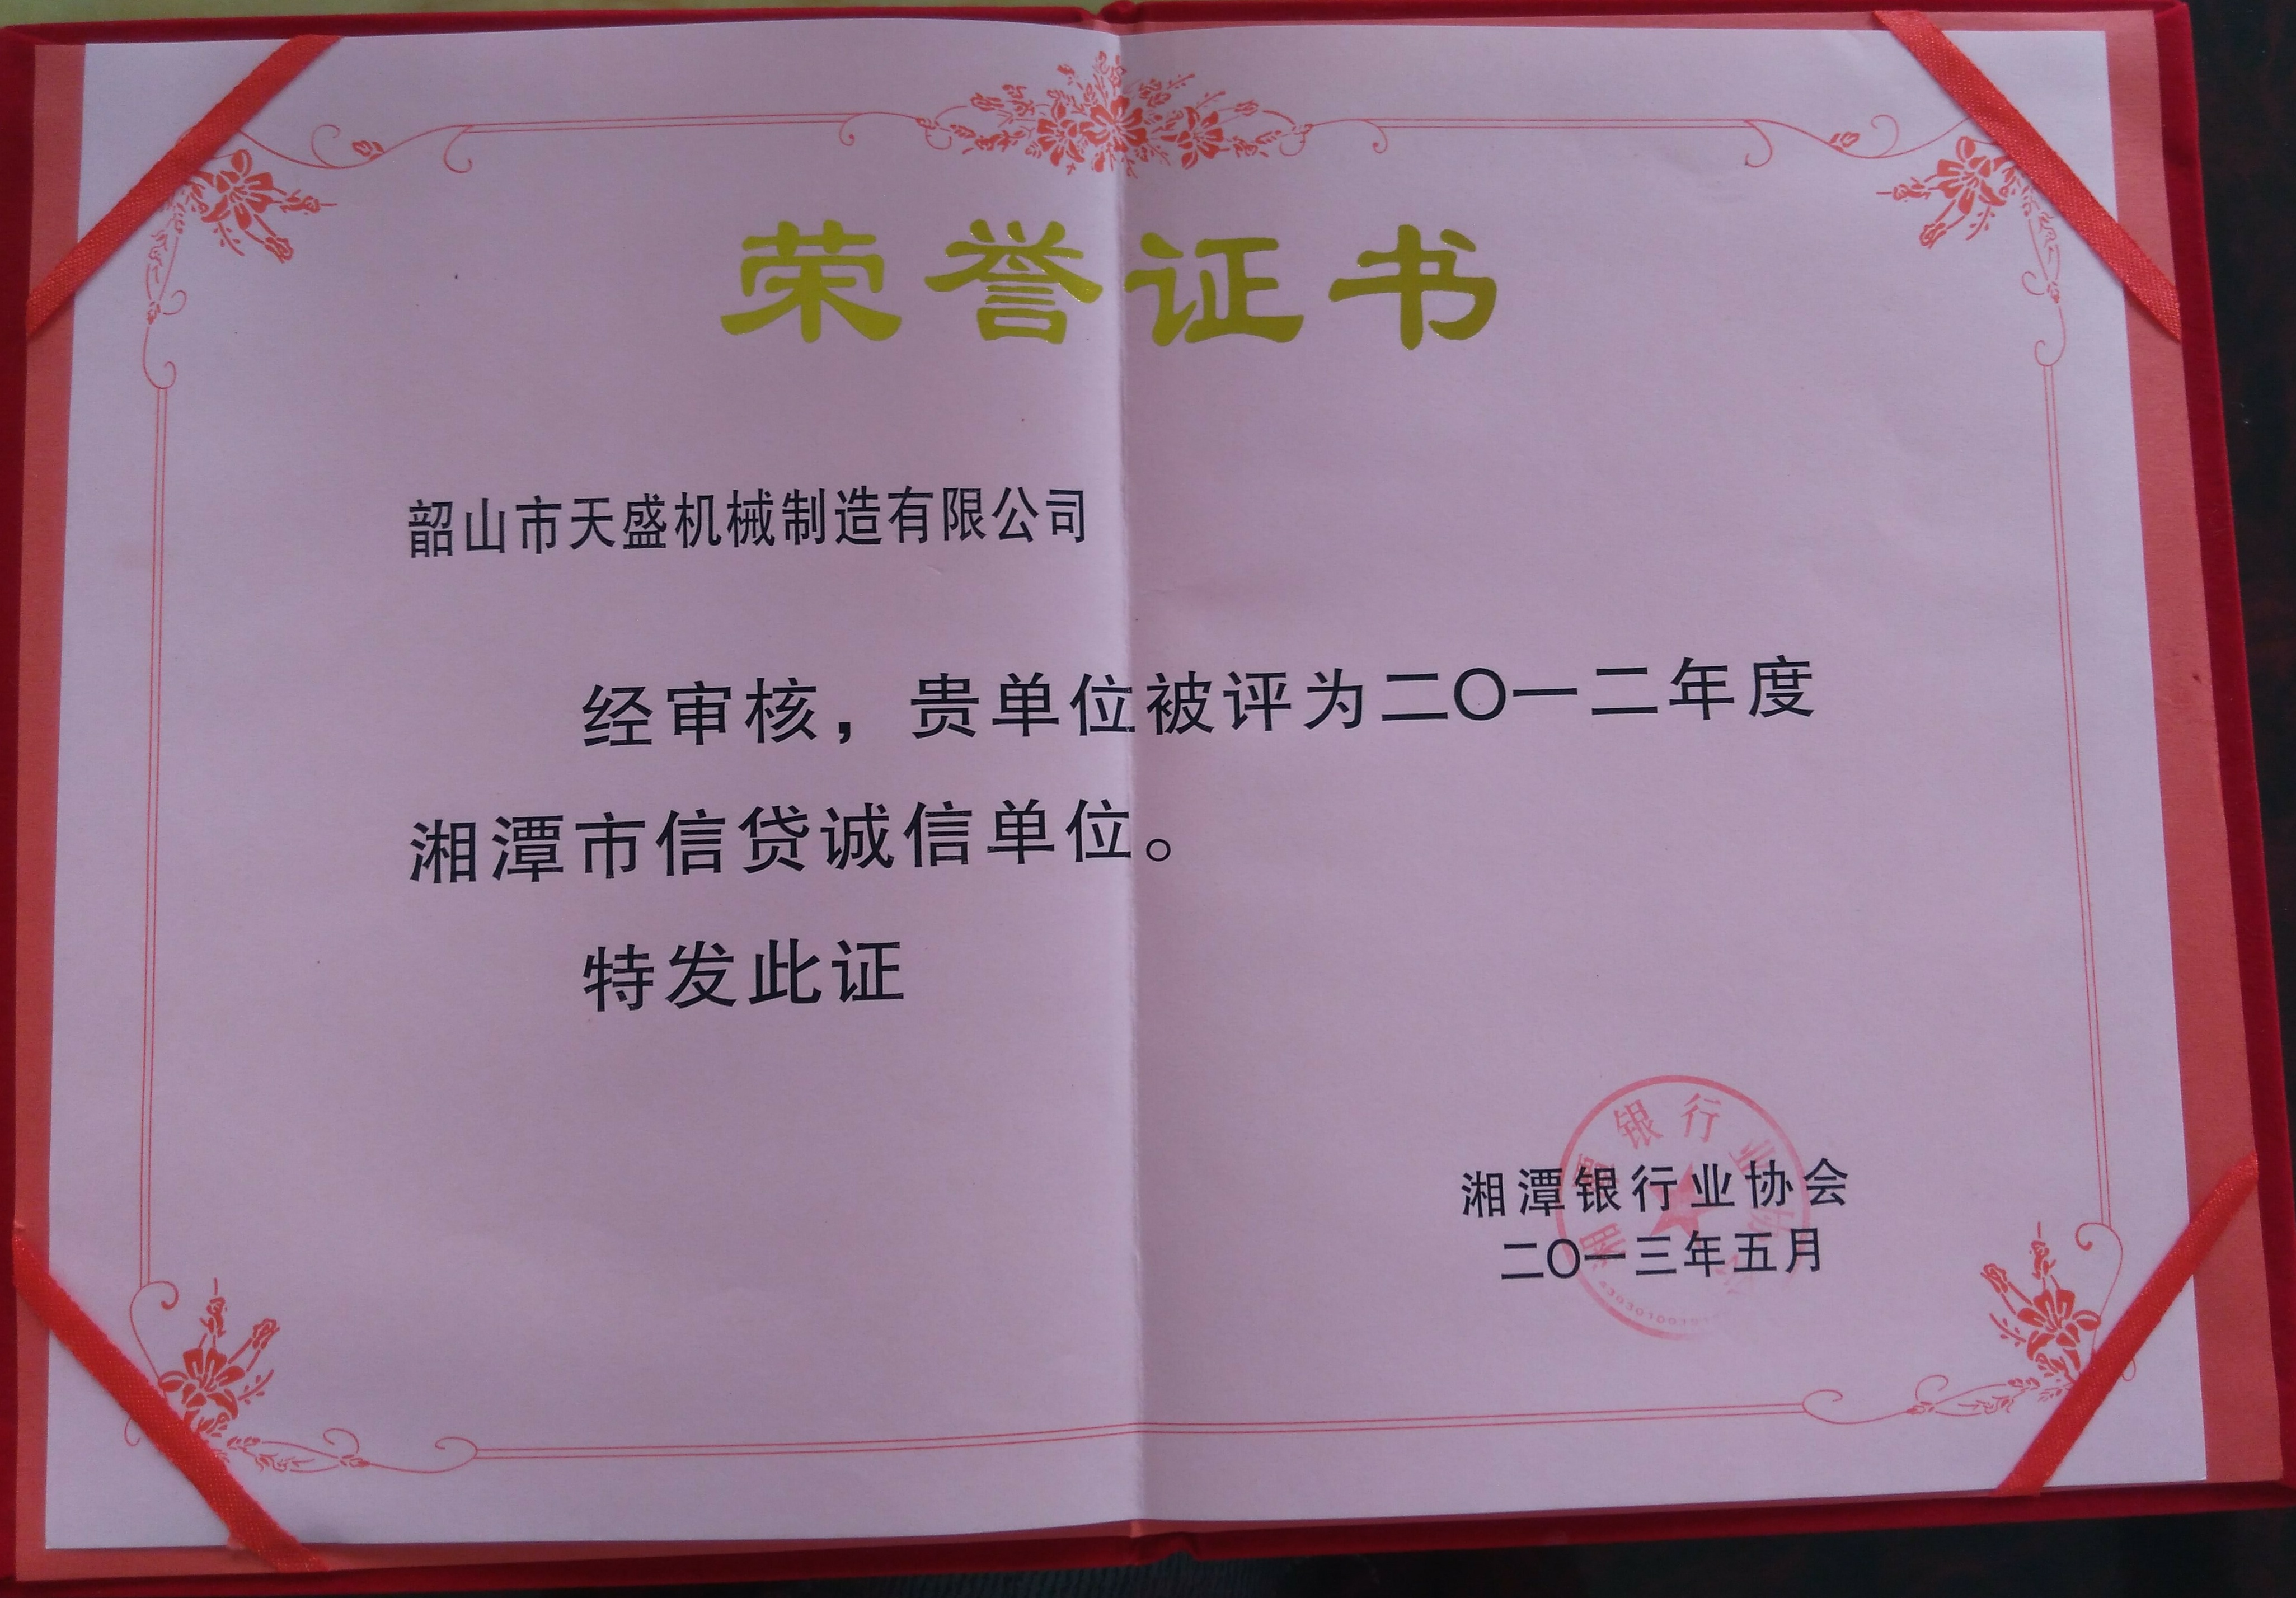 荣誉证书
韶山市天盛机械制造有限公司
经审核，贵单位被评为二〇一二年度
湘潭市信贷诚信单位。
特发此证
湘潭银行业协会
二〇一三年五月